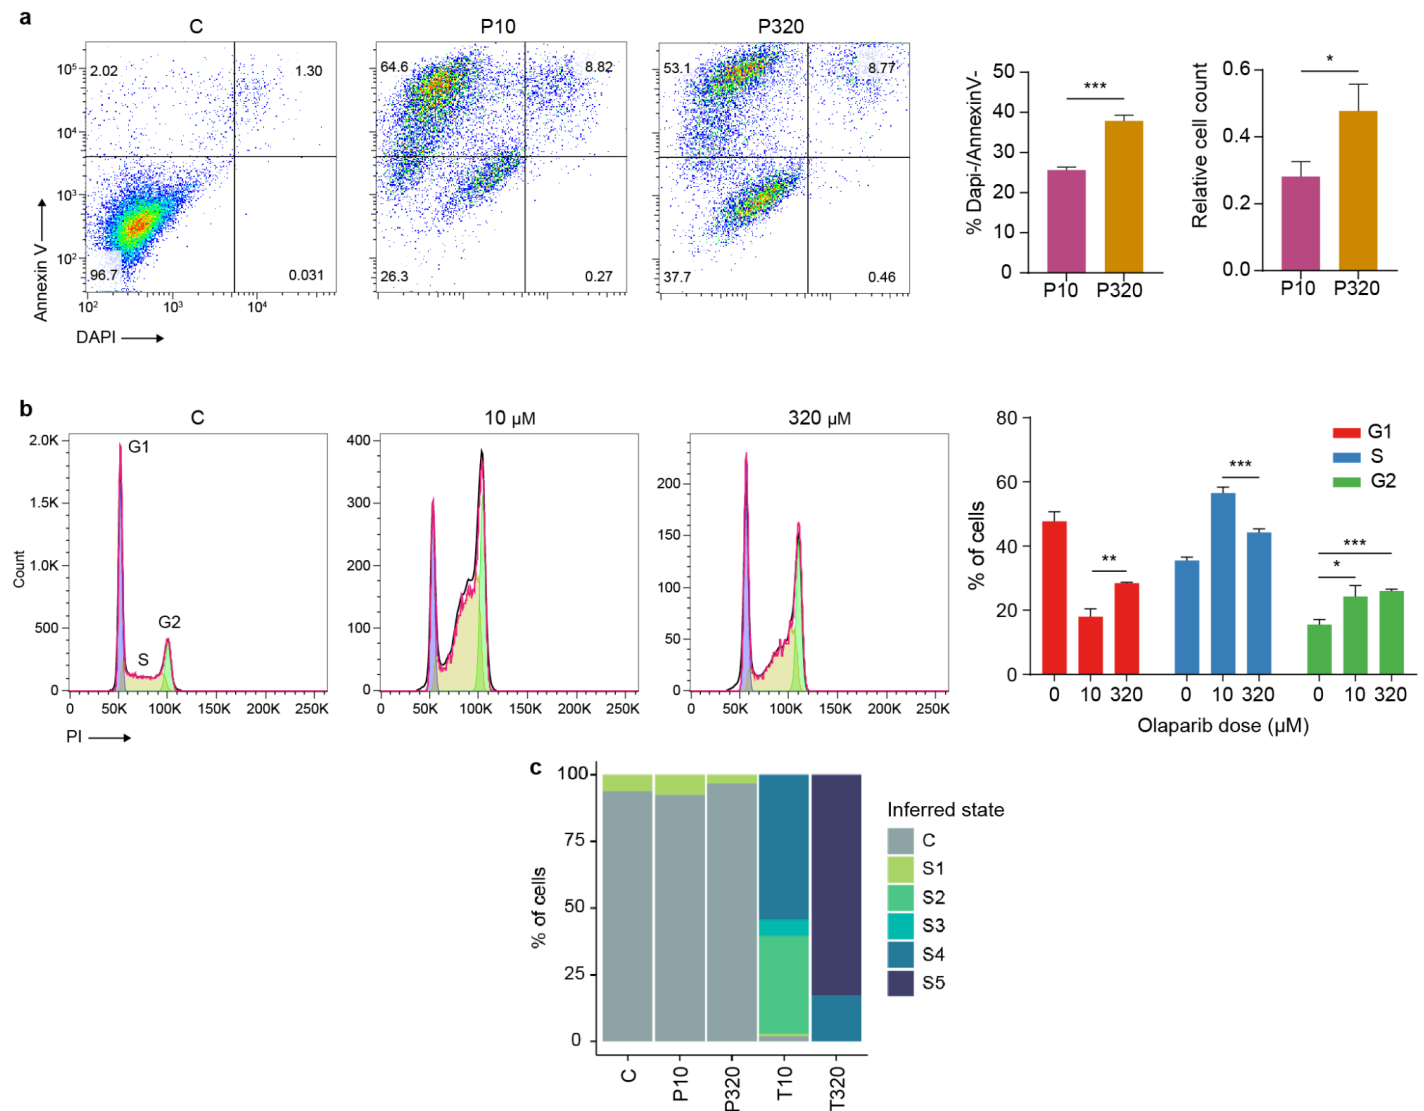 a
C
P10
P320
2.02
1.30
96.7
0.031
10⁵
10⁴
10³
10²
10²
10³
10⁴
Annexin V
DAPI
64.6
8.82
26.3
0.27
53.1
8.77
37.7
0.46
% Dapi-/AnnexinV-
50
40
30
20
10
0
***
P10
P320
Relative cell count
0.6
0.4
0.2
0.0
*
P10
P320
b
C
10 µM
320 µM
Count
2.0K
1.5K
1.0K
500
0
G1
S
G2
0 50K 100K 150K 200K 250K
PI
400
300
200
100
0
0 50K 100K 150K 200K 250K
200
150
100
50
0
0 50K 100K 150K 200K 250K
% of cells
80
60
40
20
0
G1
S
G2
**
***
*
***
0 10 320 0 10 320 0 10 320
Olaparib dose (µM)
c
% of cells
100
75
50
25
0
C
P10
P320
T10
T320
Inferred state
C
S1
S2
S3
S4
S5